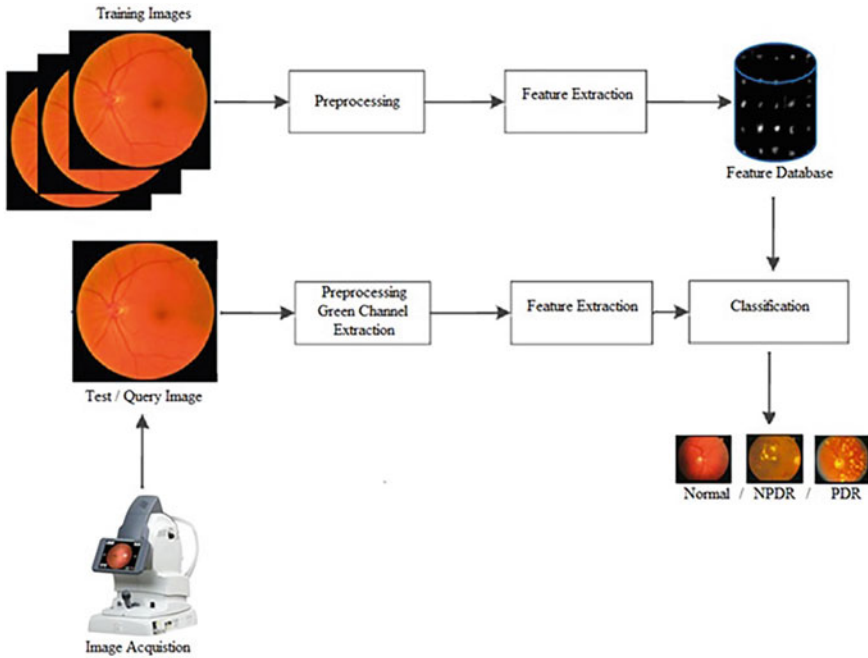 Training Images
Preprocessing
Feature Extraction
Feature Database
Preprocessing
Green Channel
Extraction
Feature Extraction
Classification
Test / Query Image
Normal / NPDR / PDR
Image Acquistion